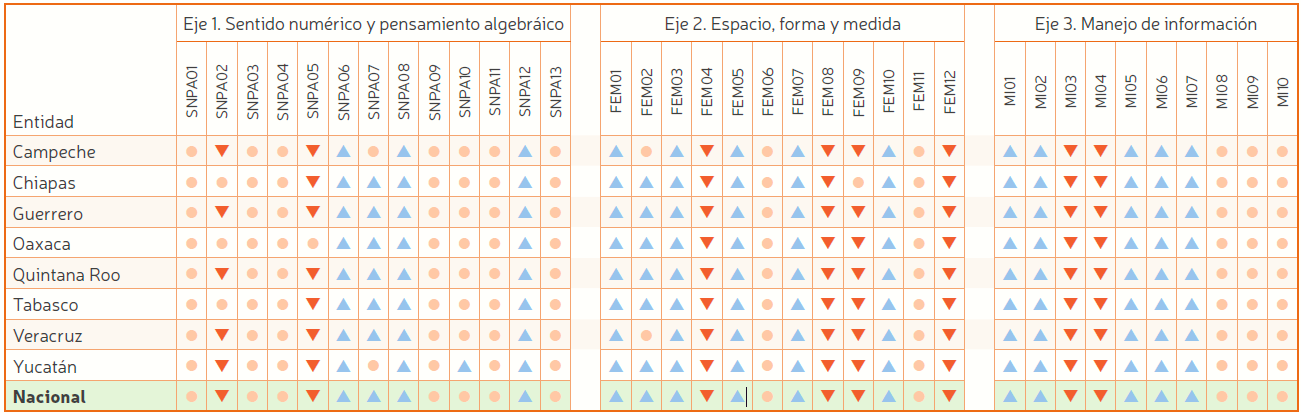 Eje 1. Sentido numérico y pensamiento algebráico Eje 2. Espacio, forma y medida Eje 3. Manejo de información
Entidad SNPA01 SNPA02 SNPA03 SNPA04 SNPA05 SNPA06 SNPA07 SNPA08 SNPA09 SNPA10 SNPA11 SNPA12 SNPA13 FEM01 FEM02 FEM03 FEM04 FEM05 FEM06 FEM07 FEM08 FEM09 FEM10 FEM11 FEM12 MI01 MI02 MI03 MI04 MI05 MI06 MI07 MI08 MI09 MI10
Campeche
Chiapas
Guerrero
Oaxaca
Quintana Roo
Tabasco
Veracruz
Yucatán
Nacional